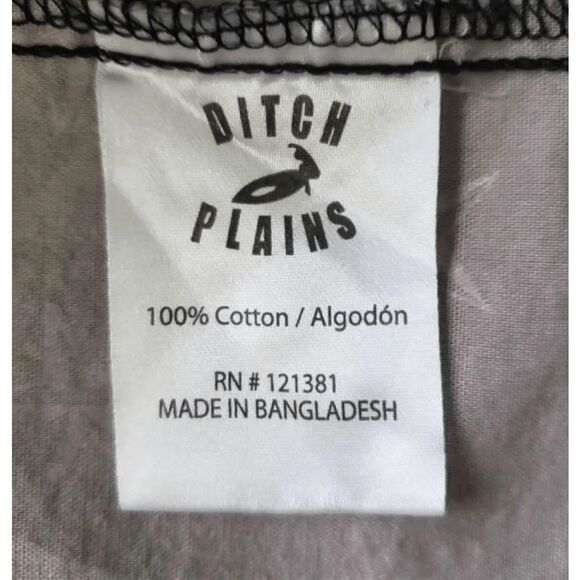 DITCH
PLAINS
100% Cotton / Algodón
RN # 121381
MADE IN BANGLADESH